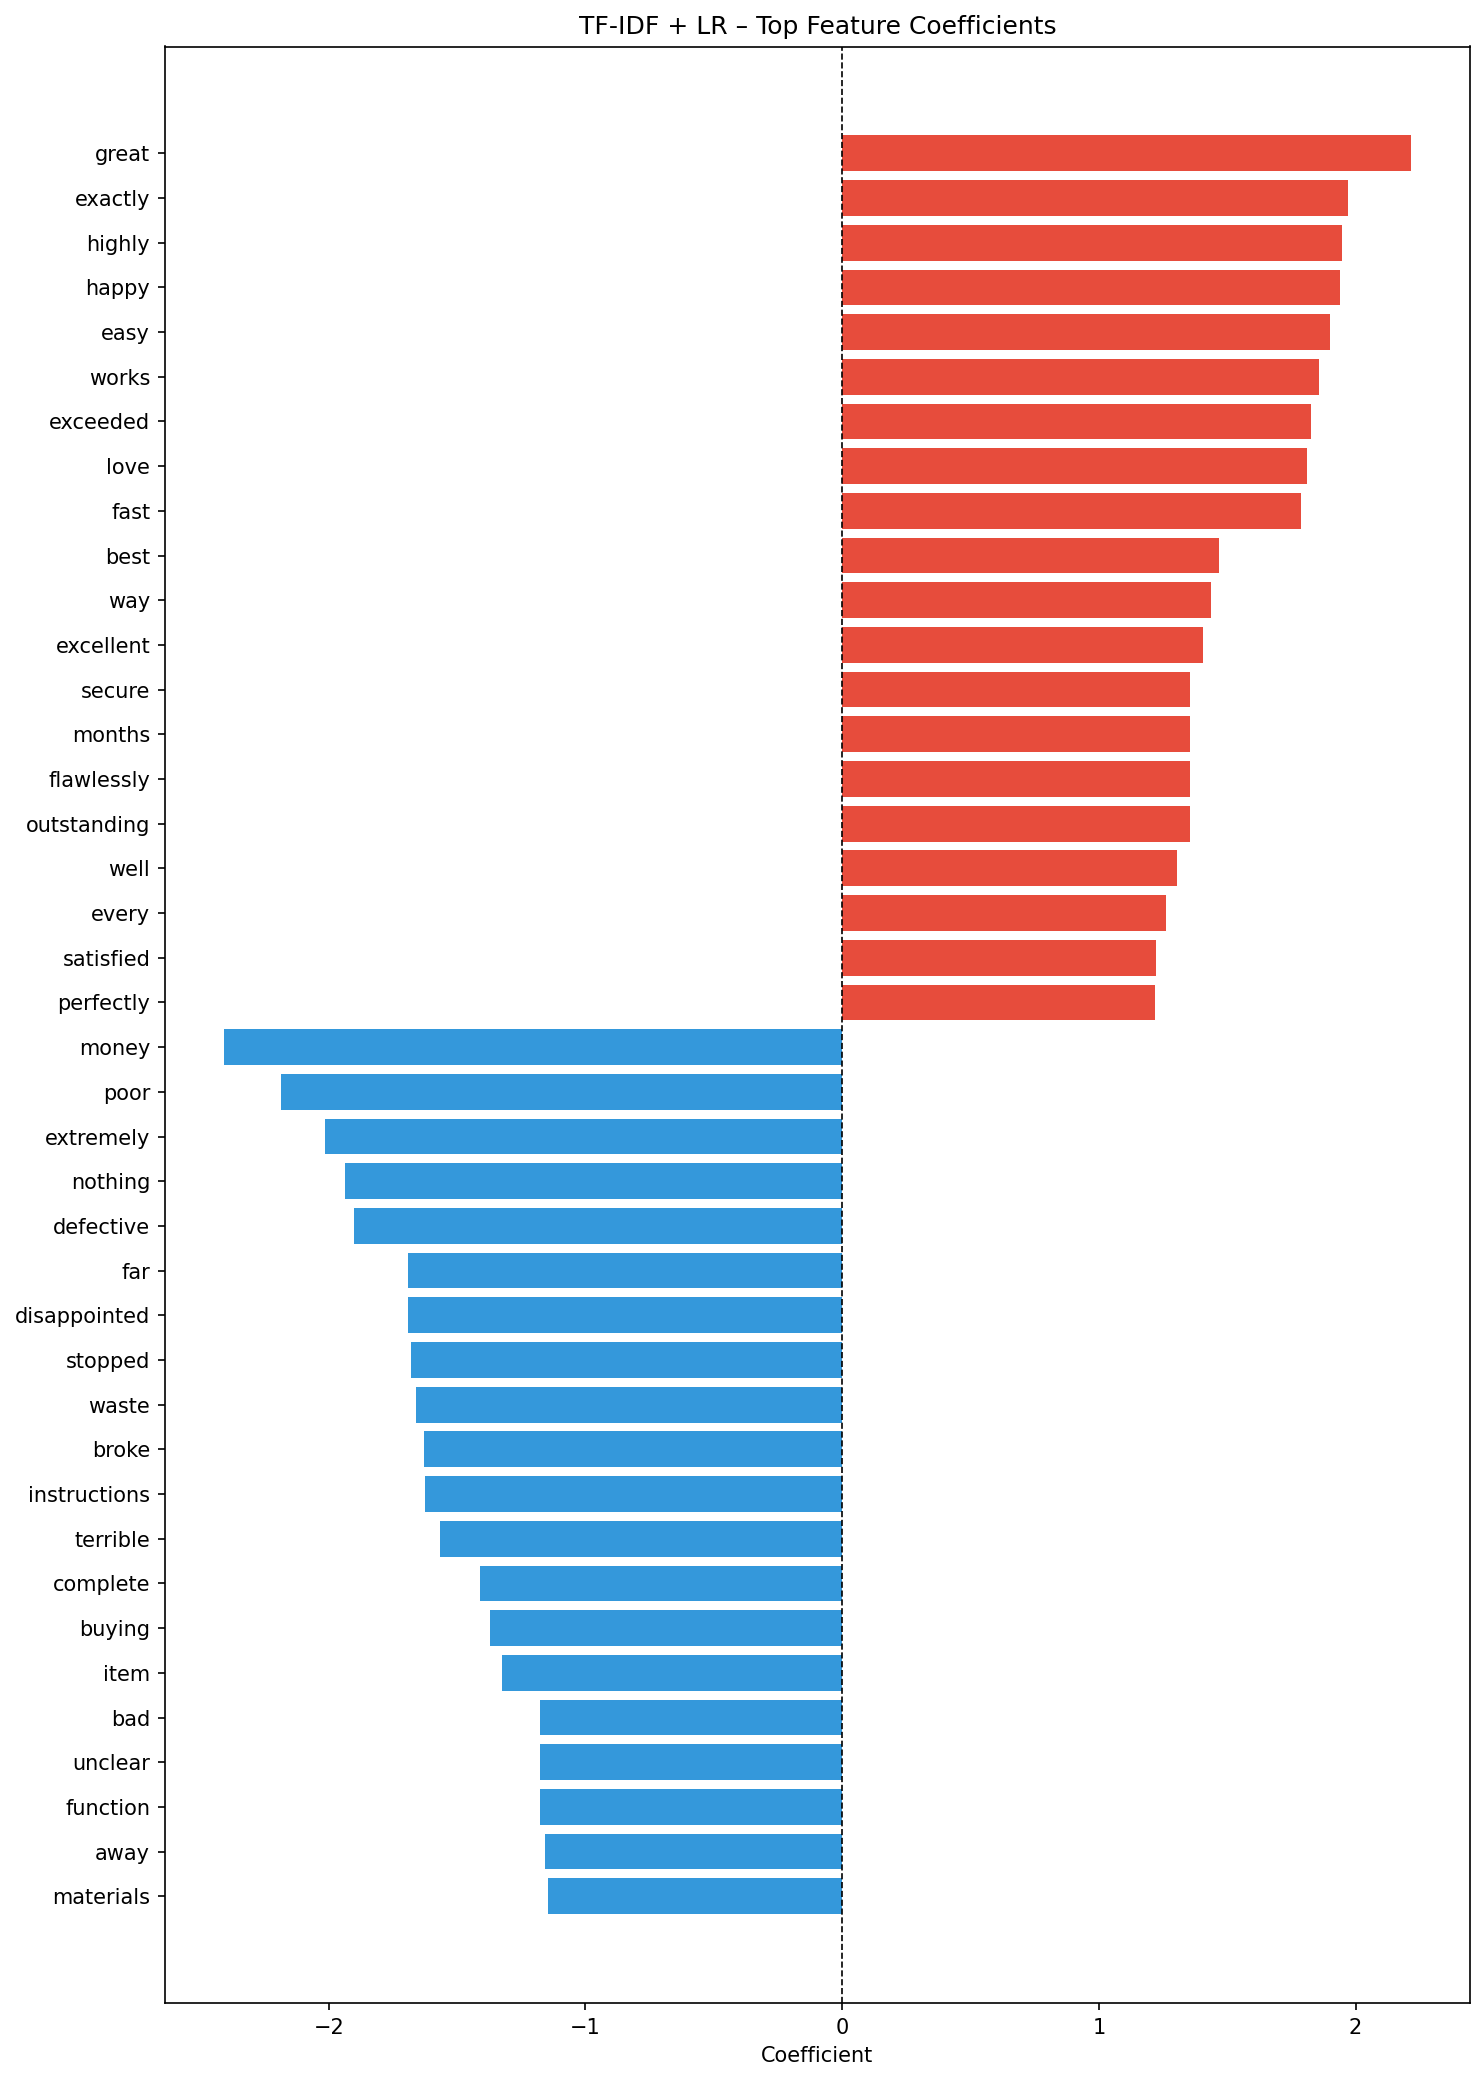 TF-IDF + LR – Top Feature Coefficients
great
exactly
highly
happy
easy
works
exceeded
love
fast
best
way
excellent
secure
months
flawlessly
outstanding
well
every
satisfied
perfectly
money
poor
extremely
nothing
defective
far
disappointed
stopped
waste
broke
instructions
terrible
complete
buying
item
bad
unclear
function
away
materials
−2 −1 0 1 2
Coefficient